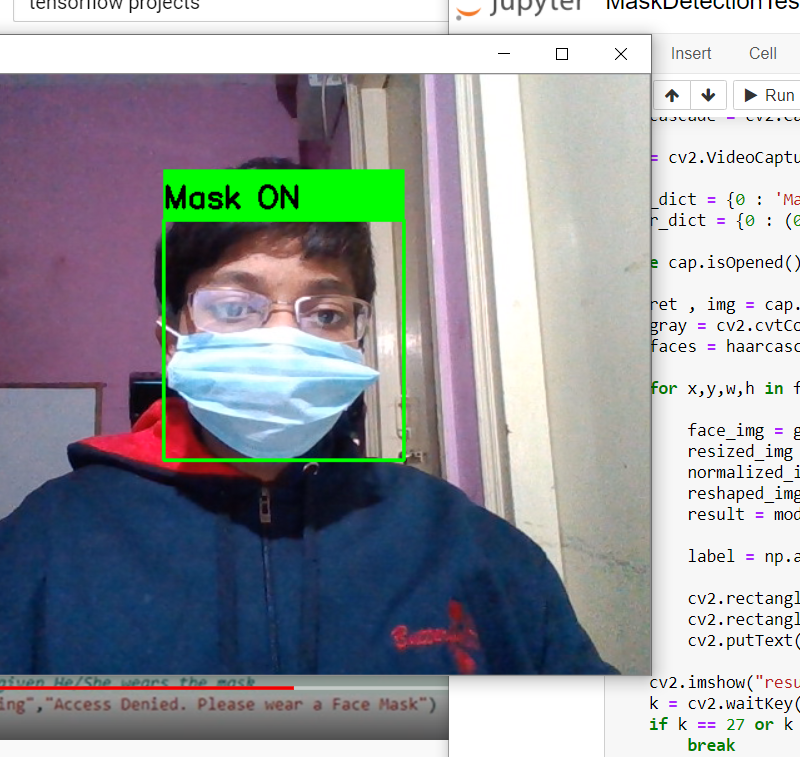 tensorflow projects
Jupyter
MaskDetectionTes
Insert
Cell
Run
Mask ON
cascade = cv2.
= cv2.VideoCaptu
_dict = {0 : 'Ma
r_dict = {0 : (0
e cap.isOpened()
ret , img = cap.
gray = cv2.cvtCo
faces = haarcasc
for x,y,w,h in f
face_img = g
resized_img
normalized_i
reshaped_img
result = mod
label = np.a
cv2.rectangl
cv2.rectangl
cv2.putText(
cv2.imshow("resu
k = cv2.waitKey(
if k == 27 or k
break
given He/She wears the mask
ing","Access Denied. Please wear a Face Mask")